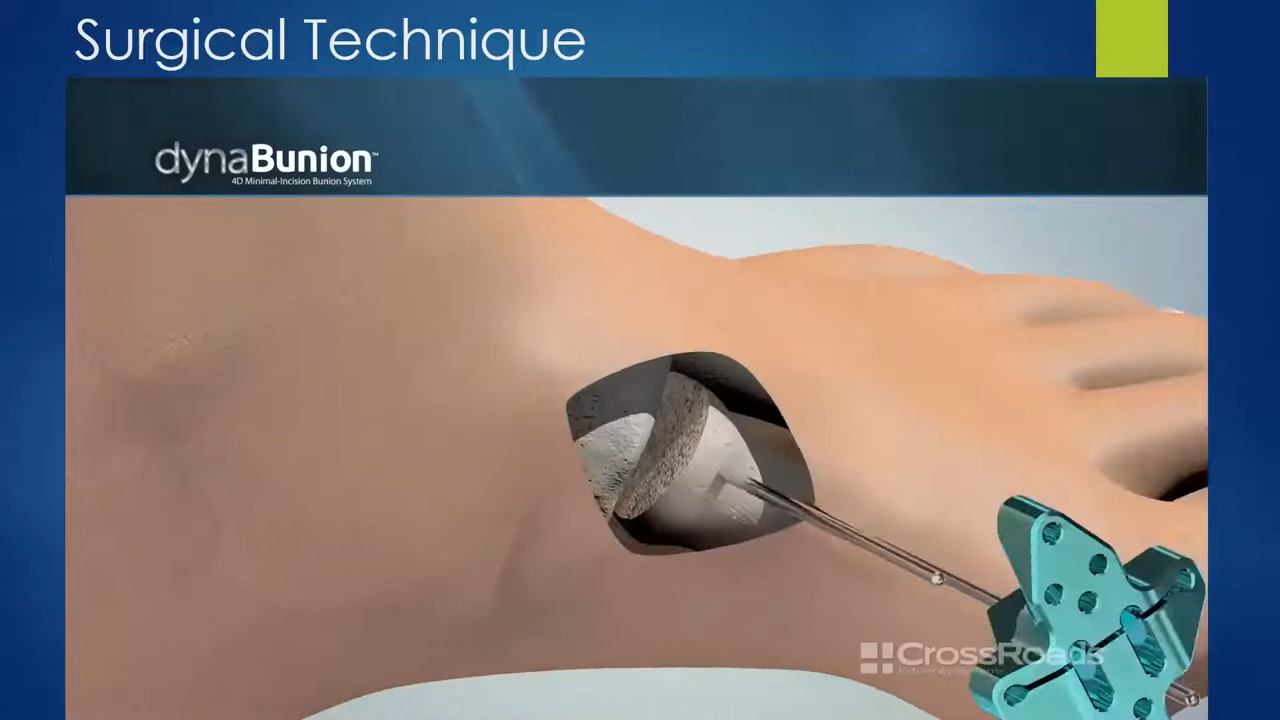 Surgical Technique
dynaBunion™
4D Minimal-Incision Bunion System
CrossRoads